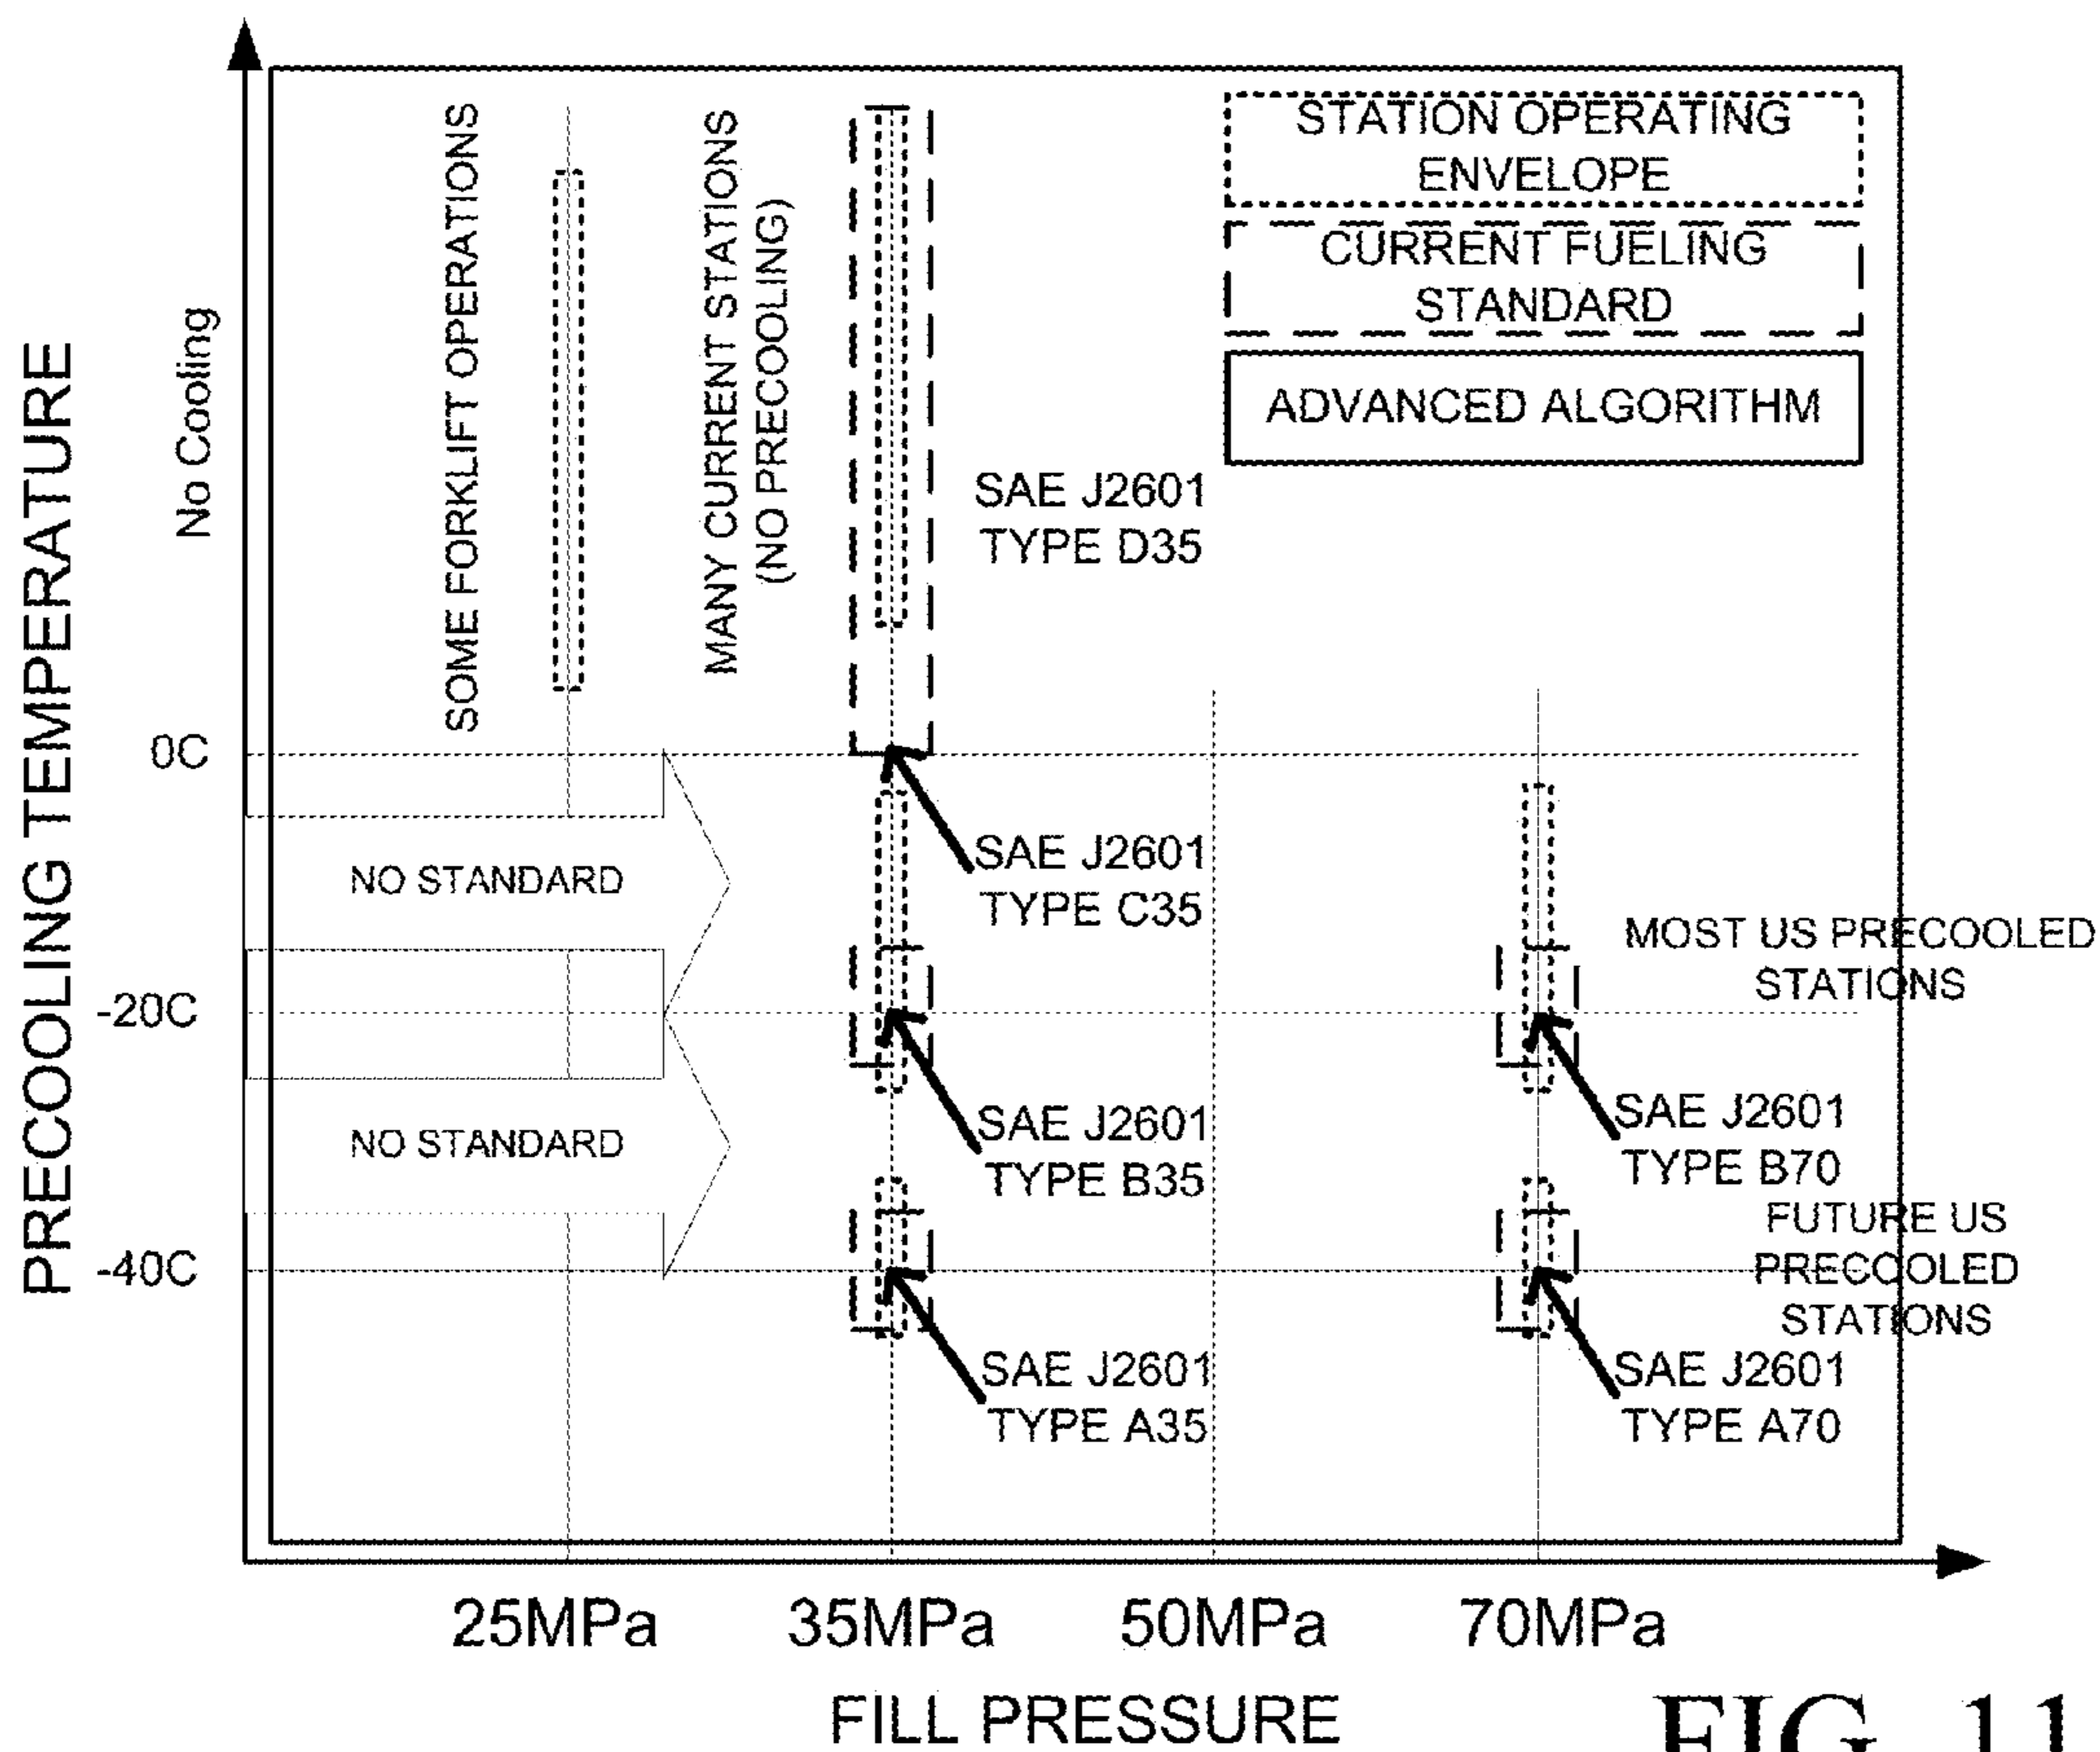 PRECOOLING TEMPERATURE
No Cooling
0C
-20C
-40C
SOME FORKLIFT OPERATIONS
MANY CURRENT STATIONS
(NO PRECOOLING)
STATION OPERATING
ENVELOPE
CURRENT FUELING
STANDARD
ADVANCED ALGORITHM
SAE J2601
TYPE D35
SAE J2601
TYPE C35
NO STANDARD
MOST US PRECOOLED
STATIONS
SAE J2601
TYPE B35
SAE J2601
TYPE B70
NO STANDARD
FUTURE US
PRECOOLED
STATIONS
SAE J2601
TYPE A35
SAE J2601
TYPE A70
25MPa
35MPa
50MPa
70MPa
FILL PRESSURE
FIG. 11